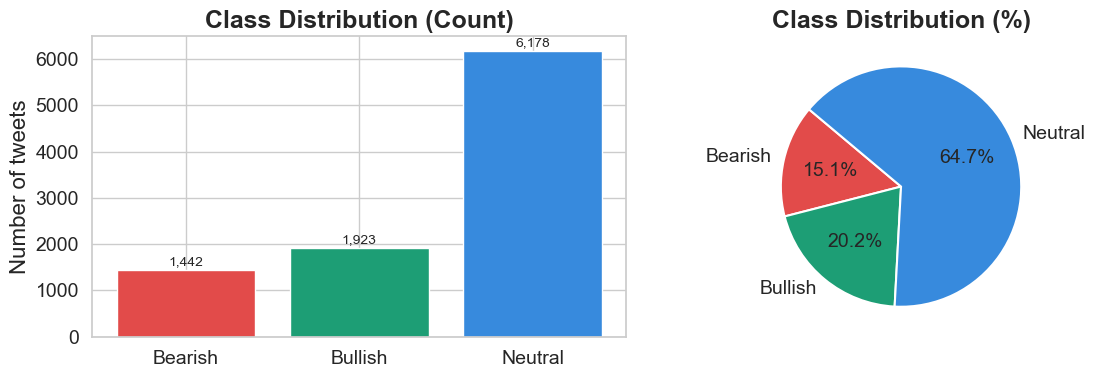 Class Distribution (Count)
Number of tweets
6000
5000
4000
3000
2000
1000
0
1,442
1,923
6,178
Bearish
Bullish
Neutral
Class Distribution (%)
Neutral
64.7%
Bearish
15.1%
20.2%
Bullish